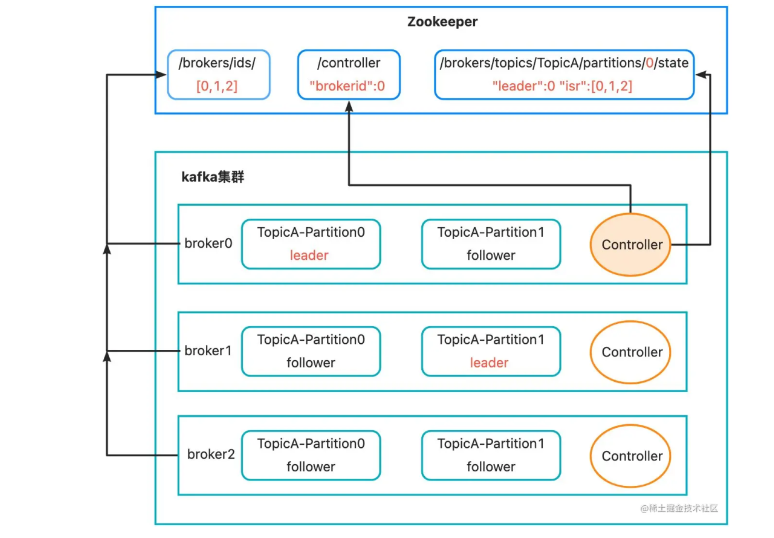 Zookeeper
/brokers/ids/
[0,1,2]
/controller
"brokerid":0
/brokers/topics/TopicA/partitions/0/state
"leader":0 "isr":[0,1,2]
kafka集群
broker0
TopicA-Partition0
leader
TopicA-Partition1
follower
Controller
broker1
TopicA-Partition0
follower
TopicA-Partition1
leader
Controller
broker2
TopicA-Partition0
follower
TopicA-Partition1
follower
Controller
@稀土掘金技术社区